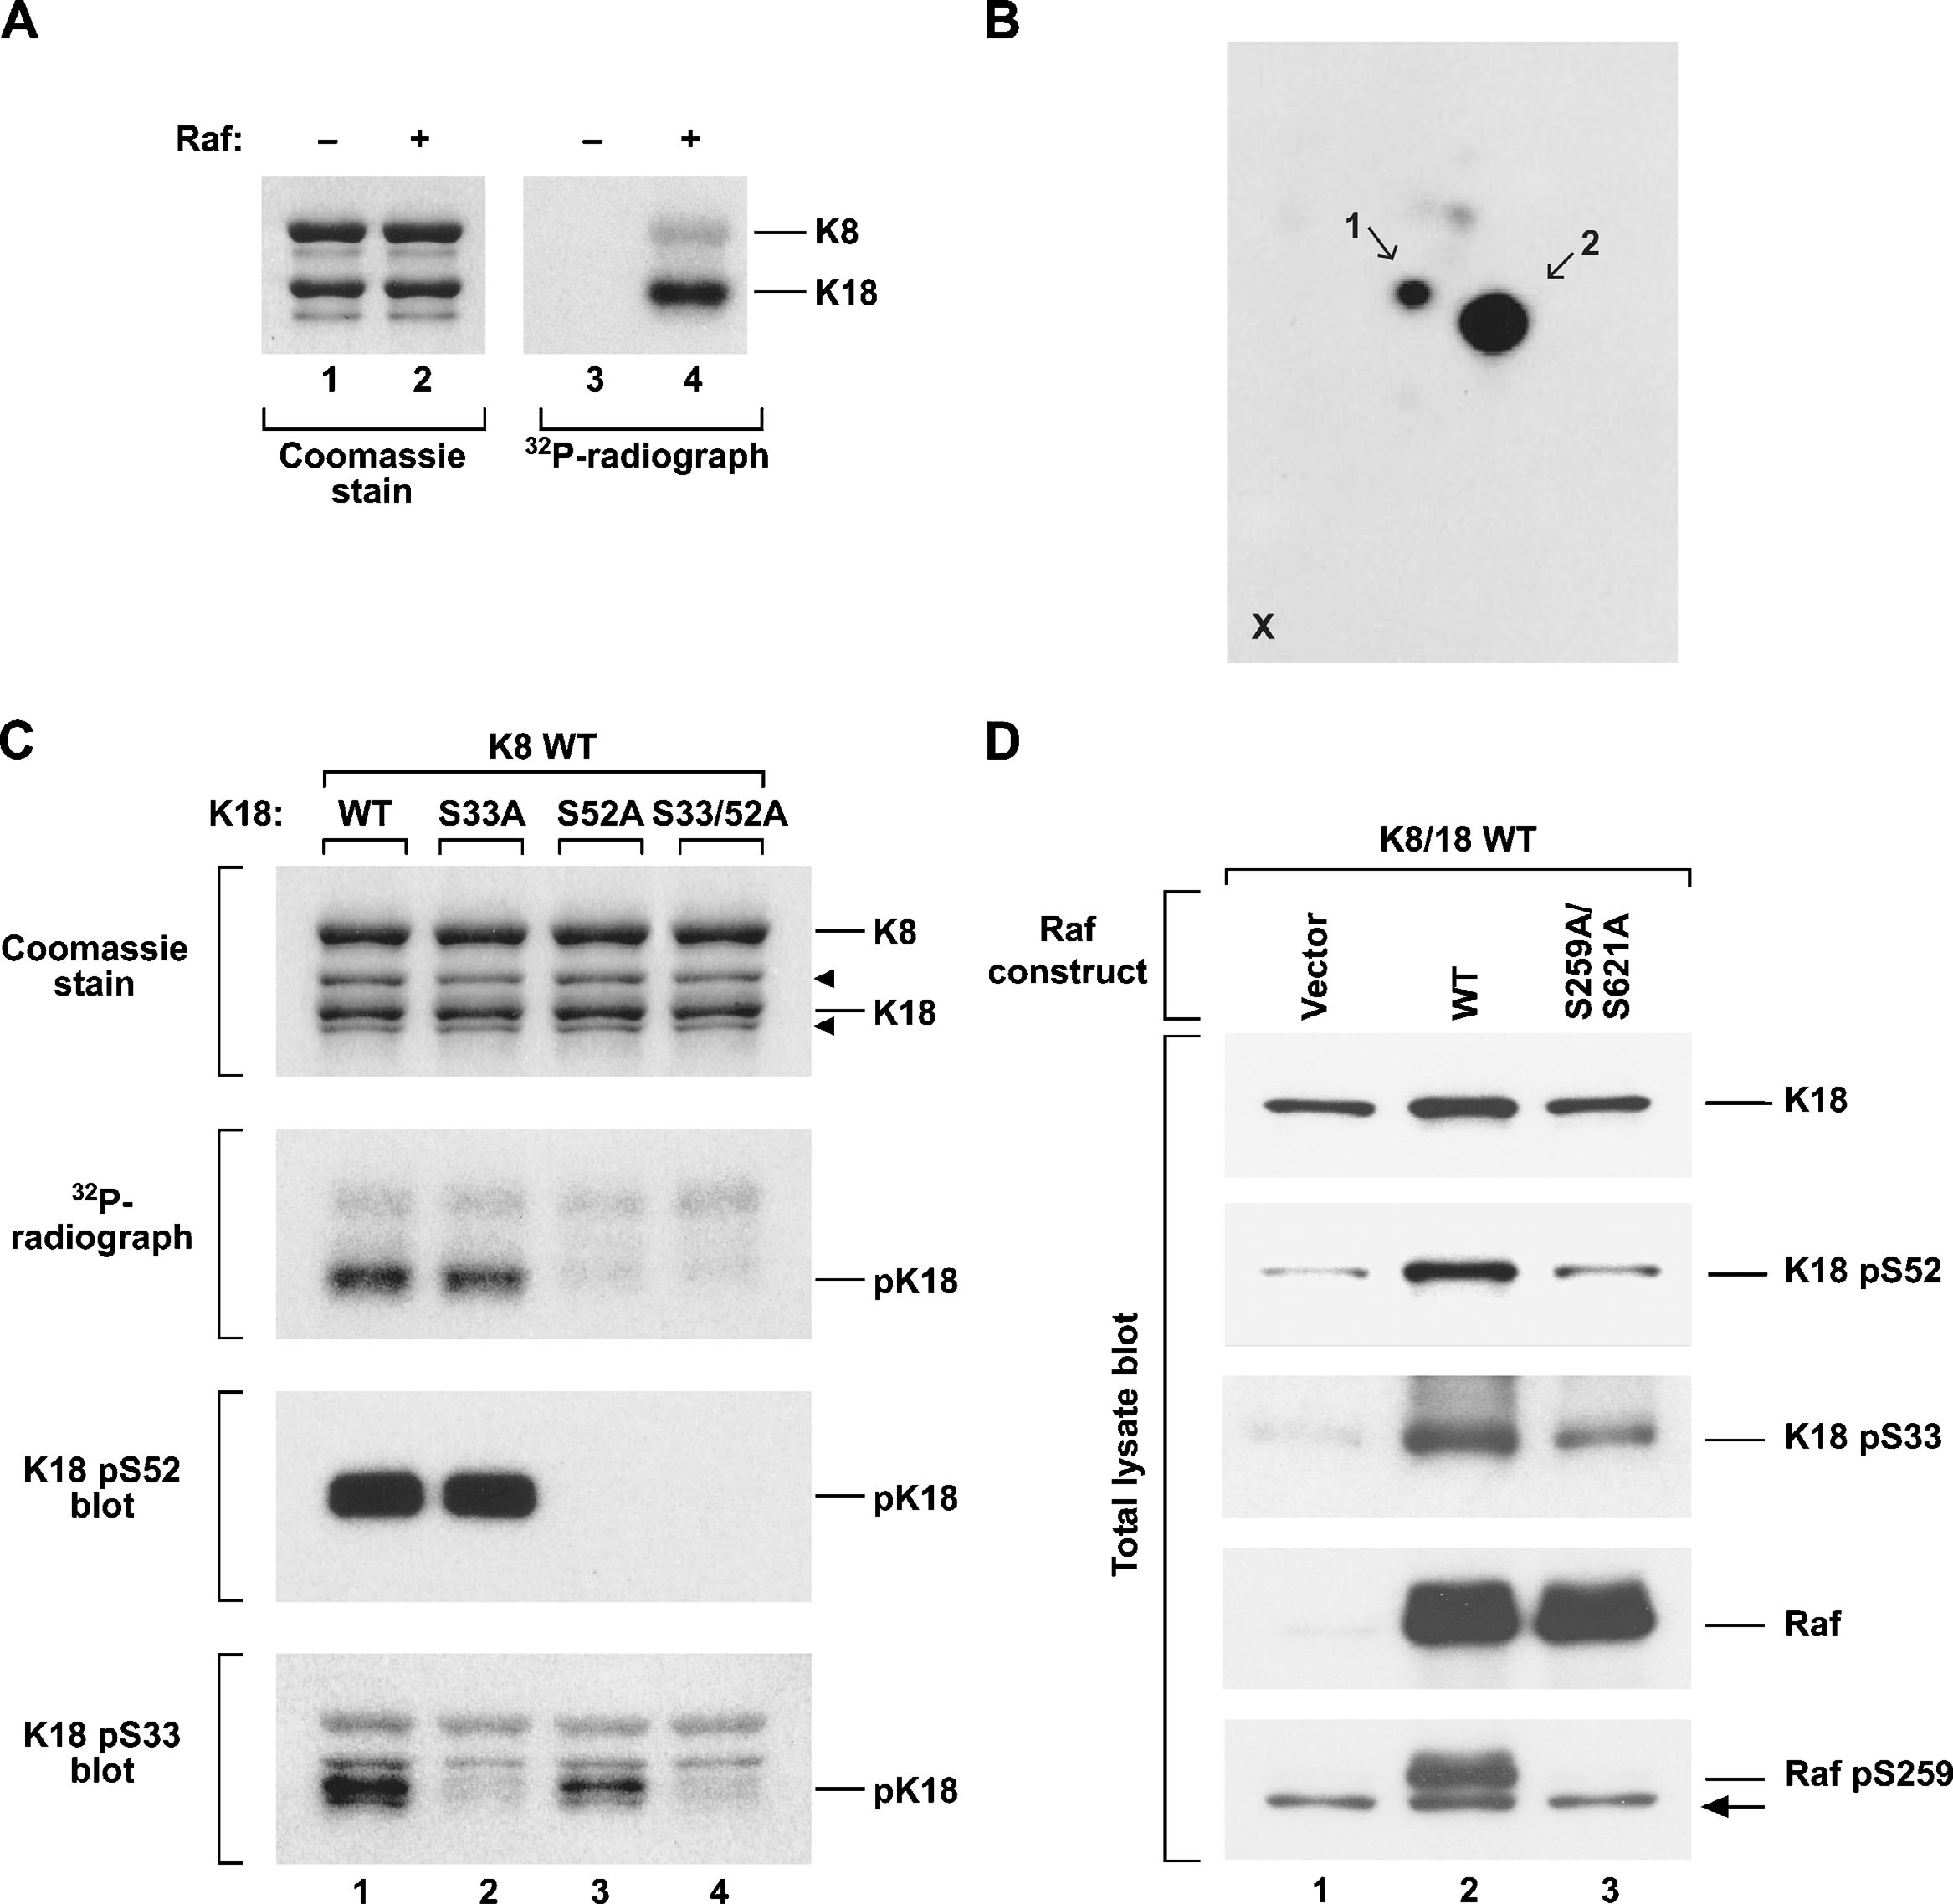 A
Raf: – + – +
K8
K18
1 2 3 4
Coomassie
stain
32P-radiograph
B
1
2
X
C
K8 WT
K18: WT S33A S52A S33/52A
Coomassie
stain
K8
K18
32P-
radiograph
pK18
K18 pS52
blot
pK18
K18 pS33
blot
pK18
1 2 3 4
D
K8/18 WT
Raf
construct
Vector
WT
S259A/
S621A
Total lysate blot
K18
K18 pS52
K18 pS33
Raf
Raf pS259
1 2 3